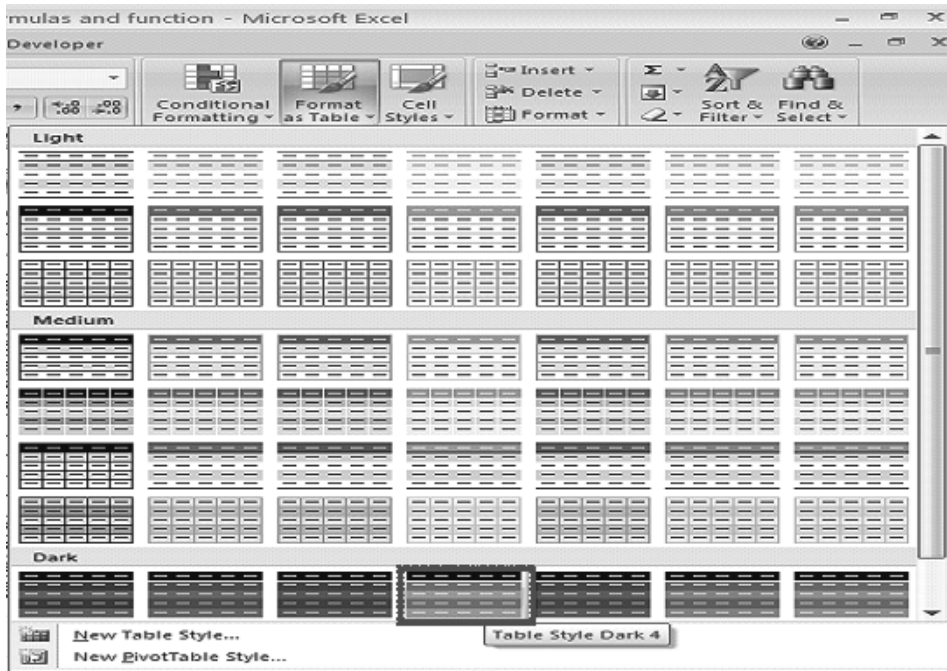 mulas and function - Microsoft Excel
Developer
Conditional Formatting
Format as Table
Cell Styles
Insert
Delete
Format
Σ
Sort & Filter
Find & Select
Light
Medium
Dark
Table Style Dark 4
New Table Style...
New PivotTable Style...